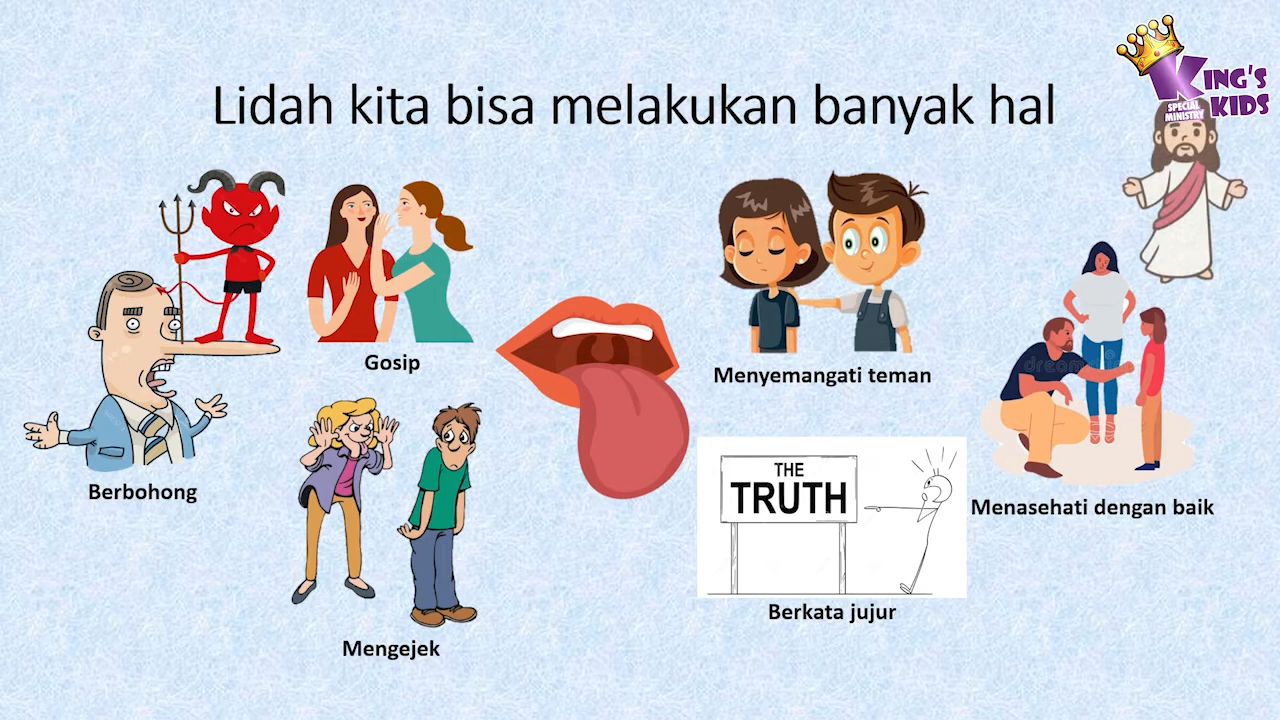 Lidah kita bisa melakukan banyak hal
KING'S
KIDS
SPECIAL
MINISTRY
Gosip
Menyemangati teman
dreamstime
Berbohong
THE
TRUTH
Menasehati dengan baik
Berkata jujur
Mengejek